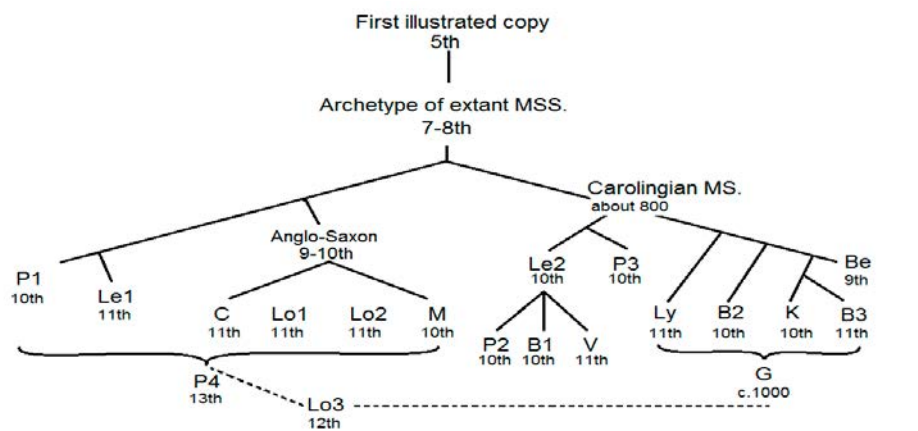 First illustrated copy
5th
Archetype of extant MSS.
7-8th
Carolingian MS.
about 800
Anglo-Saxon
9-10th
P1
10th
Le1
11th
Le2
10th
P3
10th
Be
9th
C
11th
Lo1
11th
Lo2
11th
M
10th
Ly
11th
B2
10th
K
10th
B3
11th
P2
10th
B1
10th
V
11th
P4
13th
G
c.1000
Lo3
12th